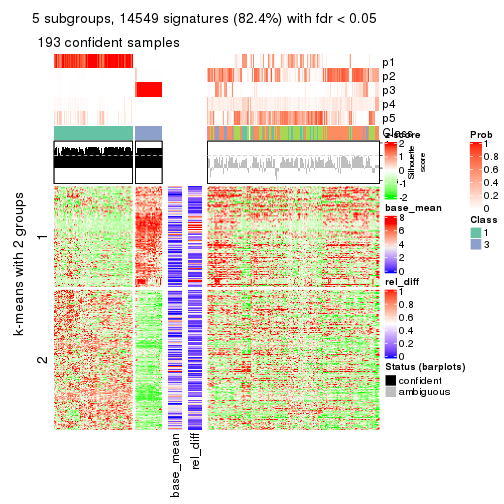 5 subgroups, 14549 signatures (82.4%) with fdr < 0.05
193 confident samples
p1
p2
p3
p4
p5
Class
z-score
2
1
0
-1
-2
Silhouette
score
Prob
1
0.8
0.6
0.4
0.2
0
Class
1
3
base_mean
8
6
4
2
0
rel_diff
1
0.8
0.6
0.4
0.2
0
Status (barplots)
confident
ambiguous
k-means with 2 groups
1
2
base_mean
rel_diff